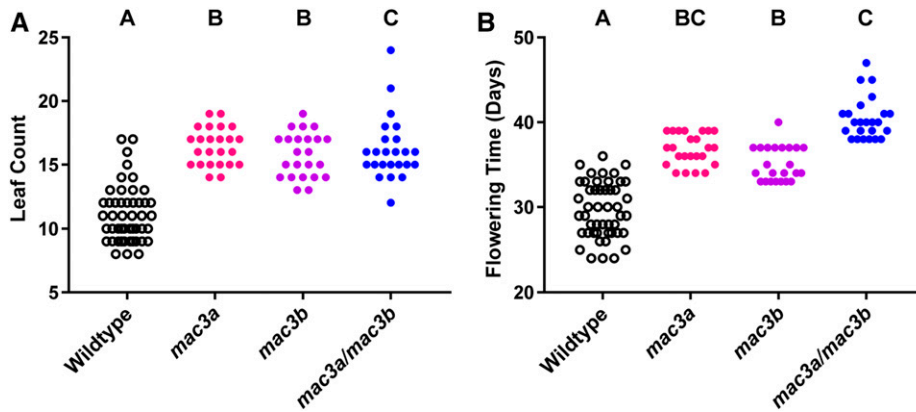 A
A B B C
25
20
15
10
5
Leaf Count
Wildtype
mac3a
mac3b
mac3a/mac3b
B
A BC B C
50
40
30
20
Flowering Time (Days)
Wildtype
mac3a
mac3b
mac3a/mac3b